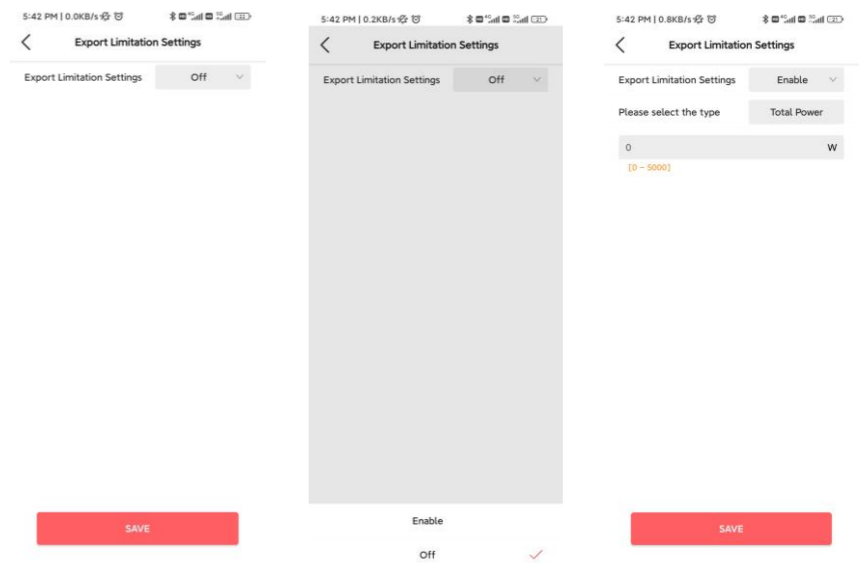 5:42 PM | 0.0KB/s
Export Limitation Settings
Export Limitation Settings Off
SAVE
5:42 PM | 0.2KB/s
Export Limitation Settings
Export Limitation Settings Off
Enable
Off
5:42 PM | 0.8KB/s
Export Limitation Settings
Export Limitation Settings Enable
Please select the type Total Power
0 W
[0 ~ 5000]
SAVE